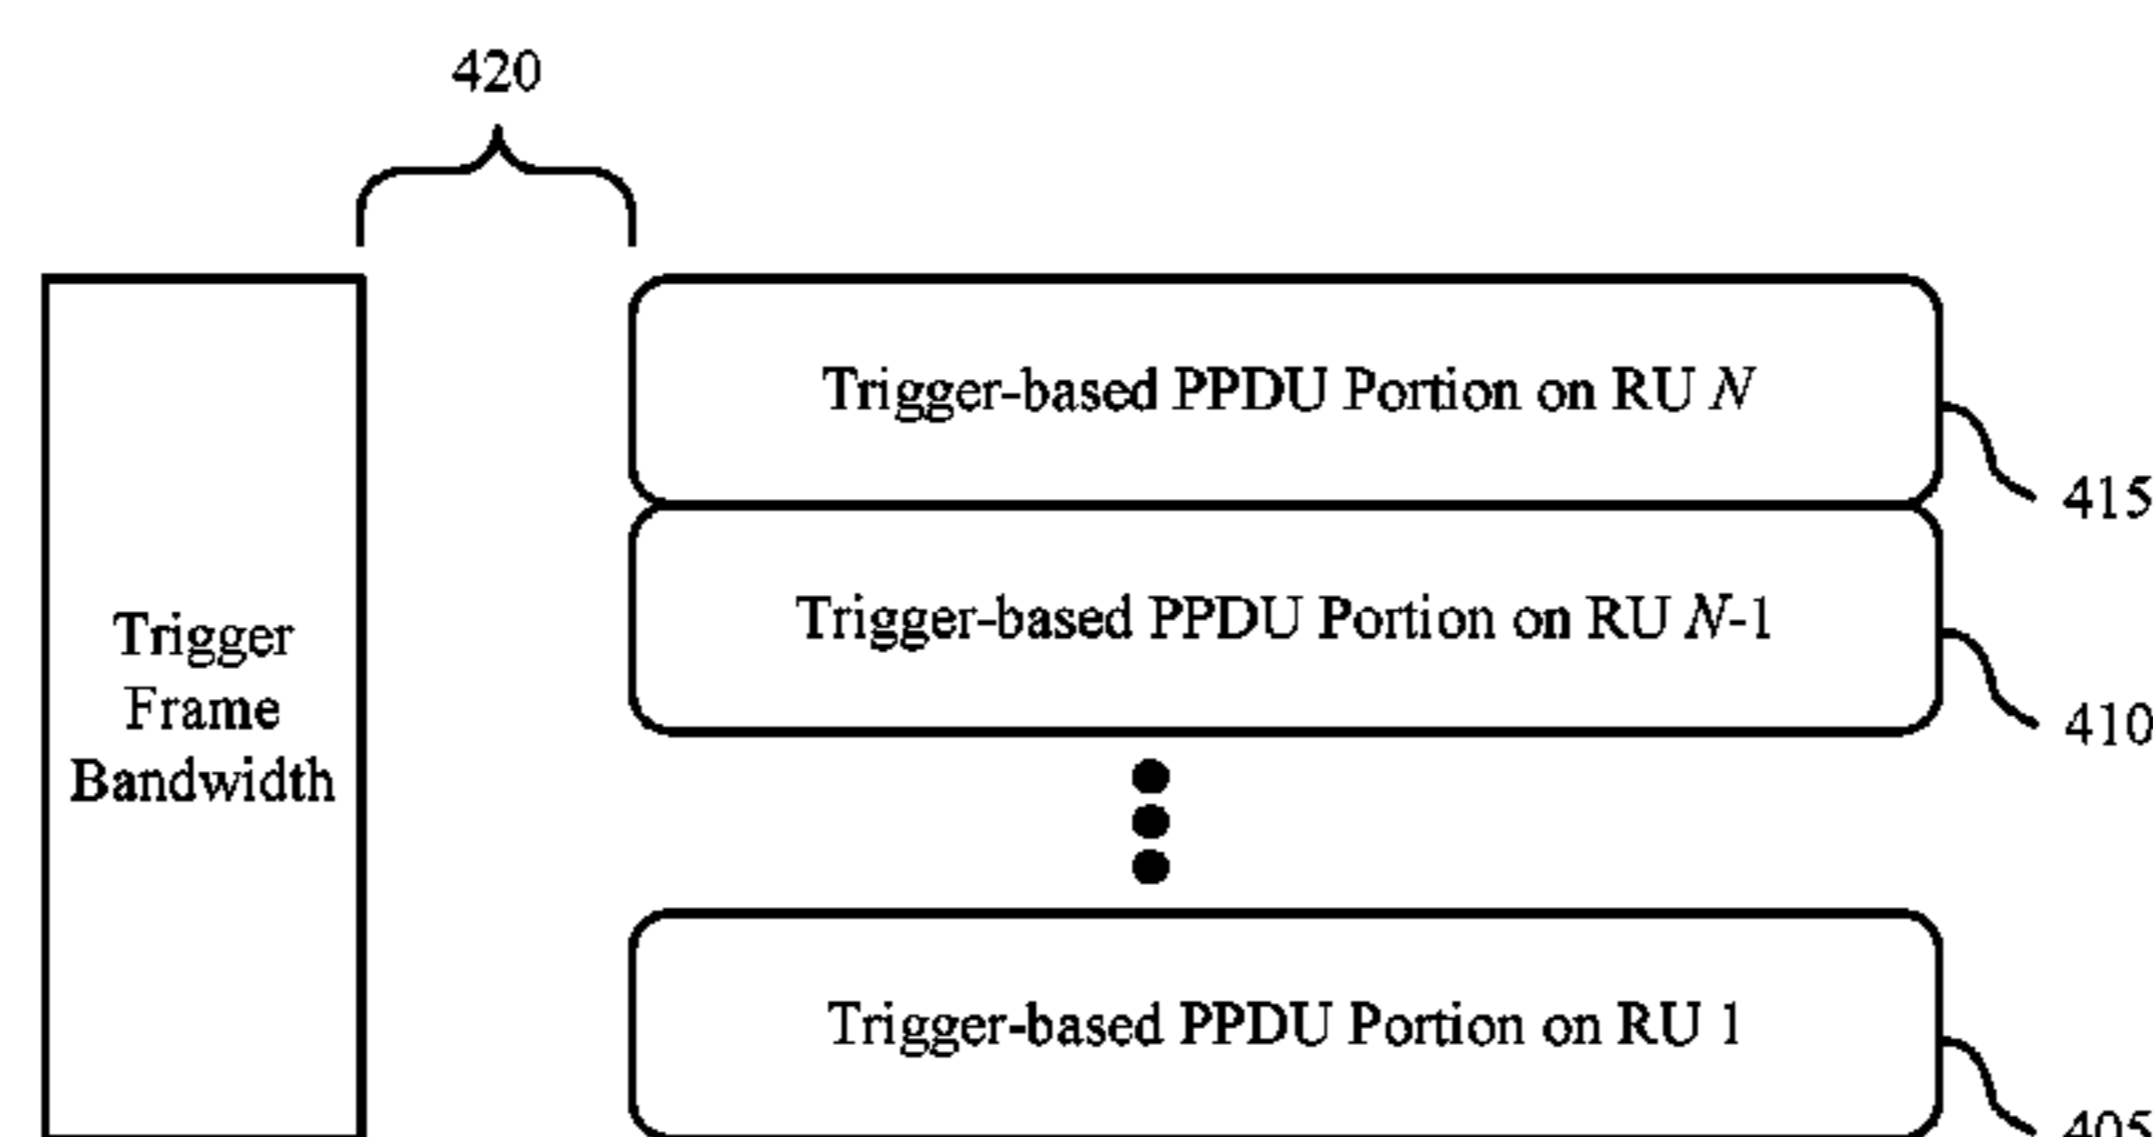 420
Trigger-based PPDU Portion on RU N
415
Trigger-based PPDU Portion on RU N-1
410
Trigger
Frame
Bandwidth
Trigger-based PPDU Portion on RU 1
405